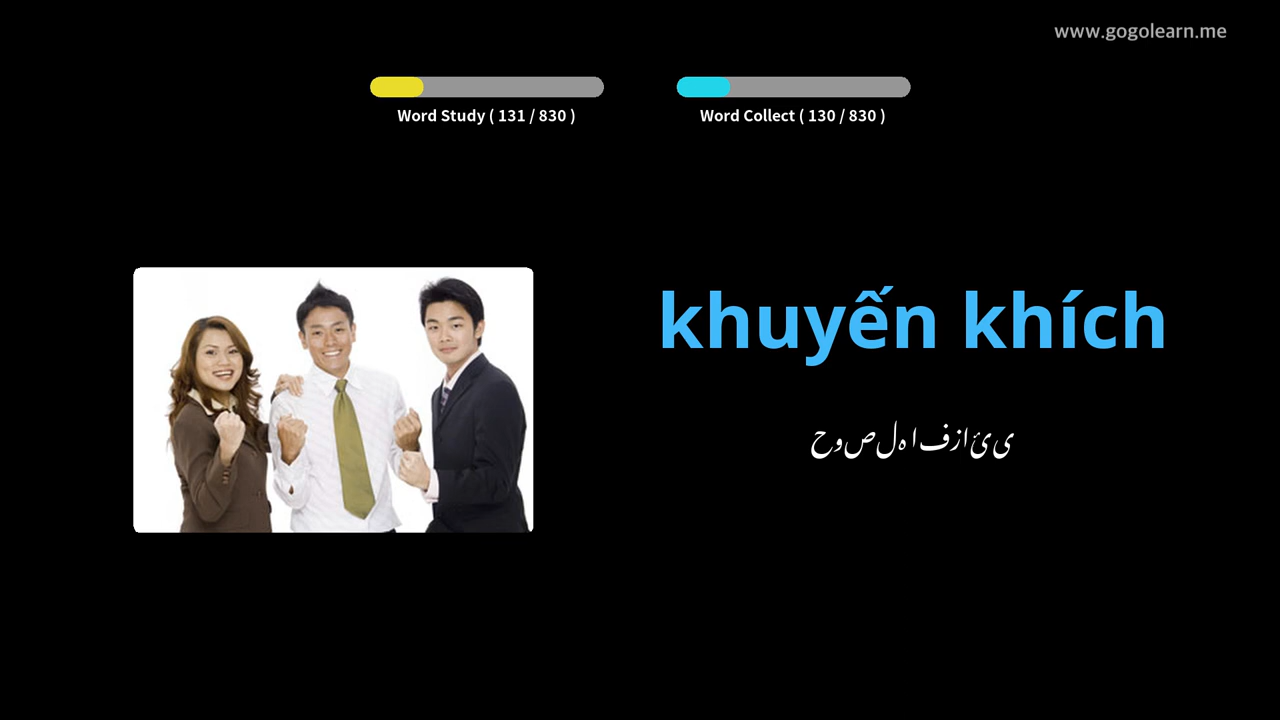 www.gogolearn.me
Word Study ( 131 / 830 )
Word Collect ( 130 / 830 )
khuyến khích
حوصلہ افزائی